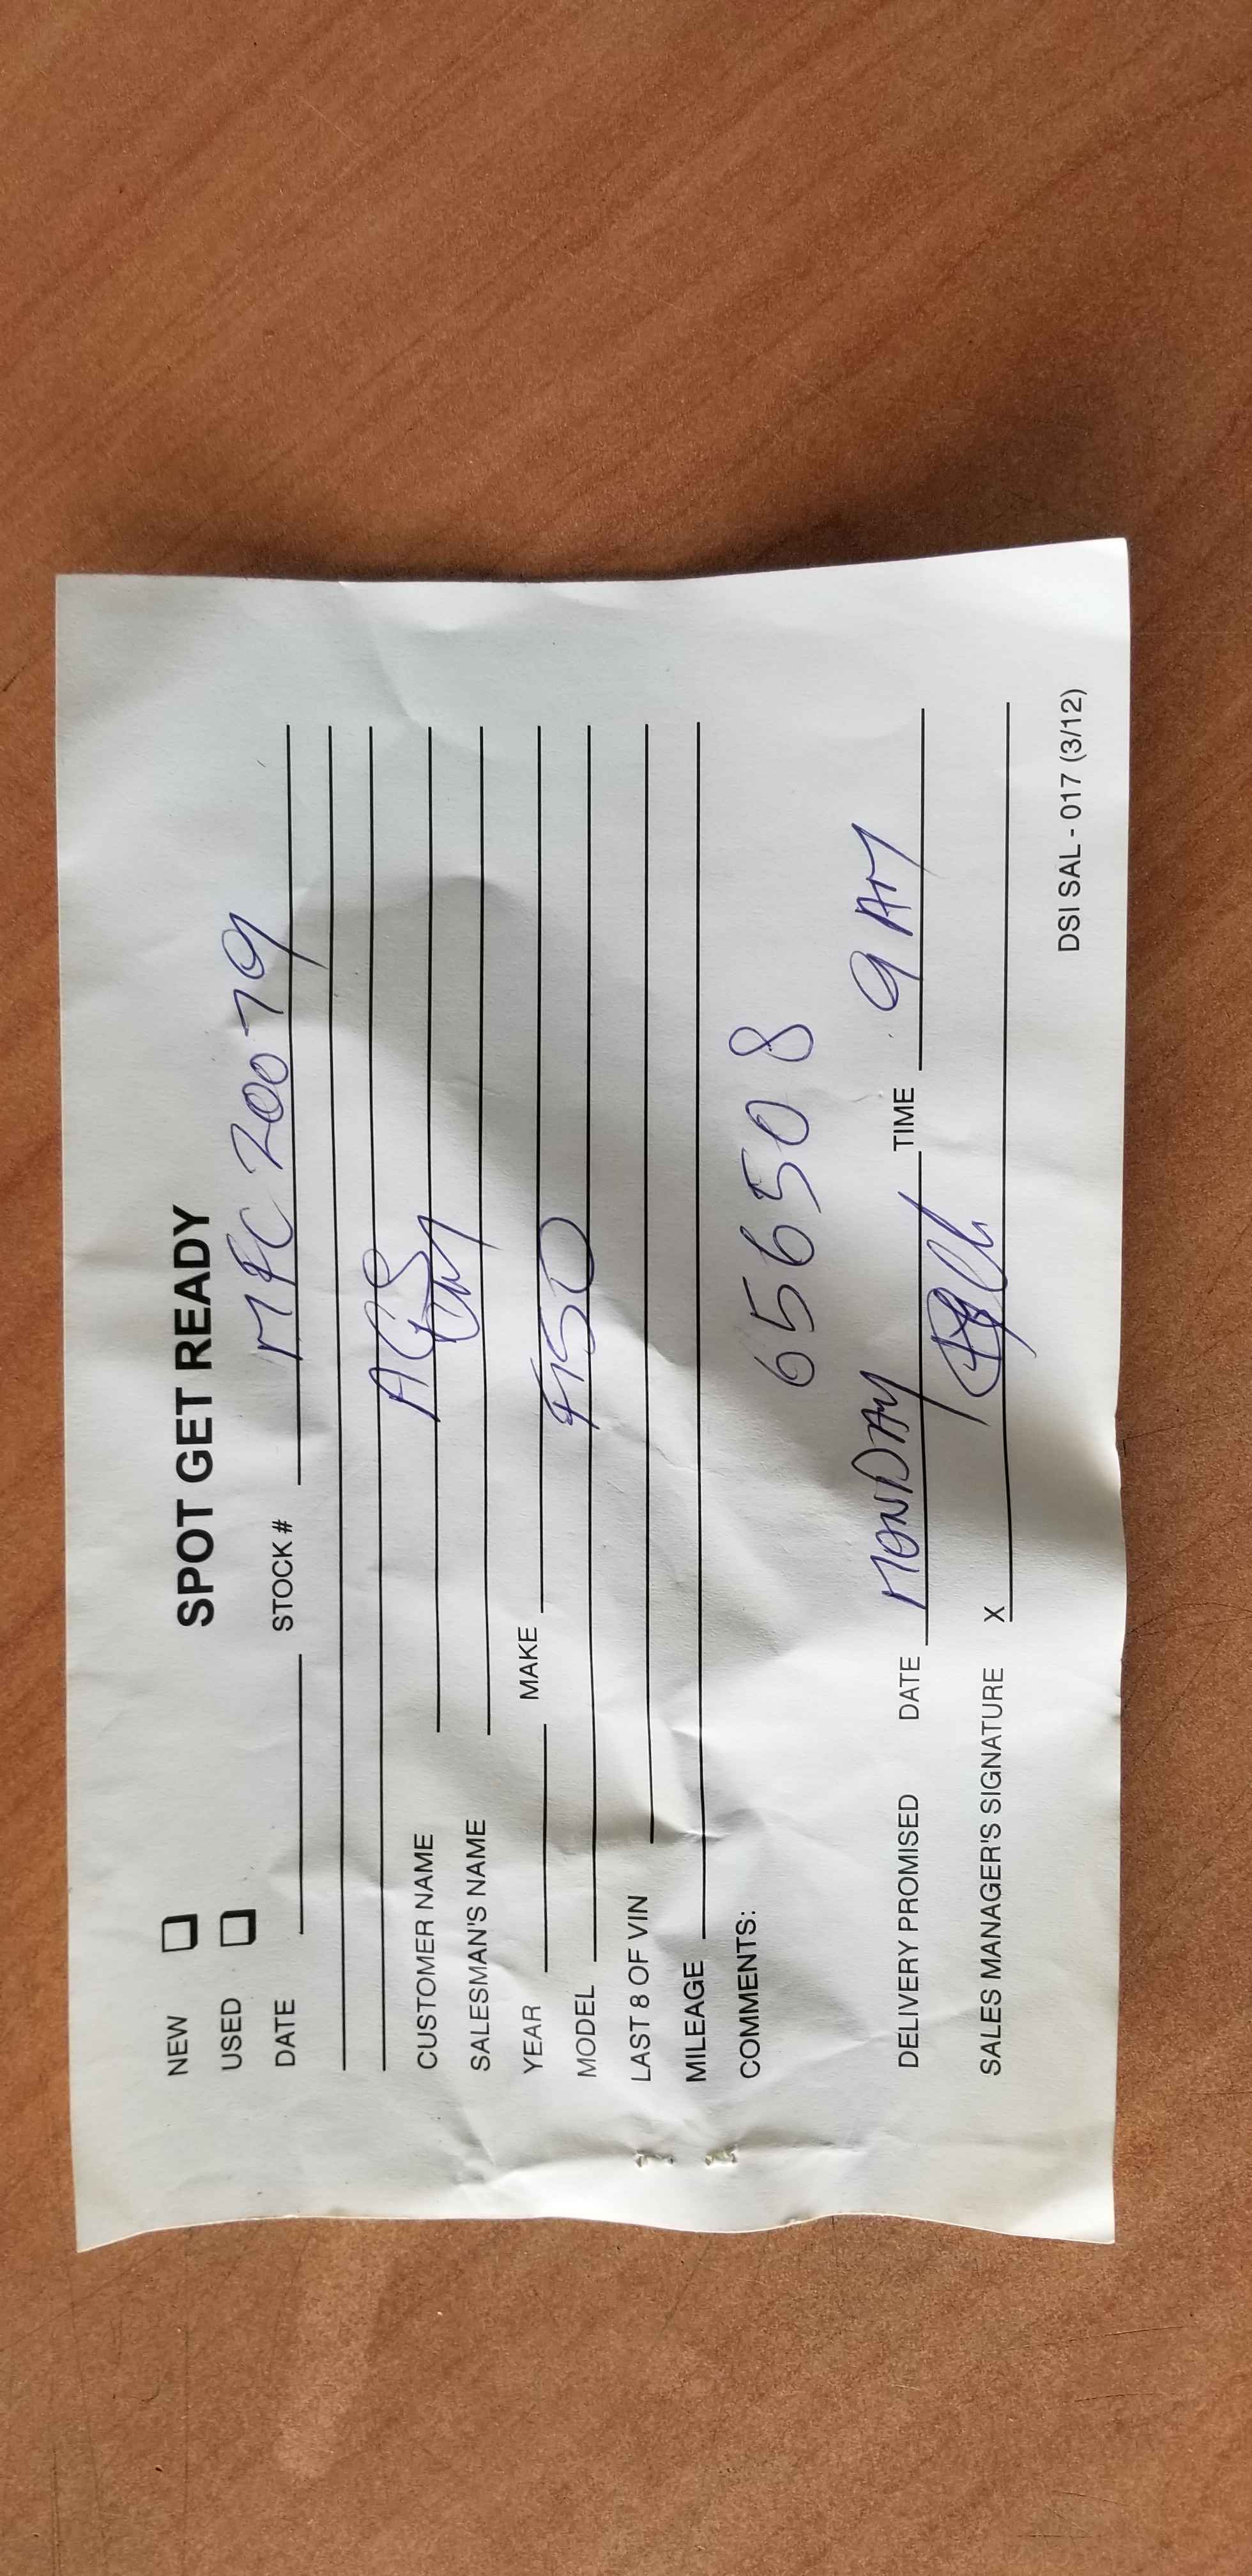 SPOT GET READY
NEW
USED
DATE STOCK # MFC 20079
CUSTOMER NAME ACS
SALESMAN'S NAME
YEAR MAKE
MODEL F150
LAST 8 OF VIN
MILEAGE
COMMENTS:
656508
DELIVERY PROMISED DATE MONDAY TIME 9 AM
SALES MANAGER'S SIGNATURE X
DSI SAL - 017 (3/12)